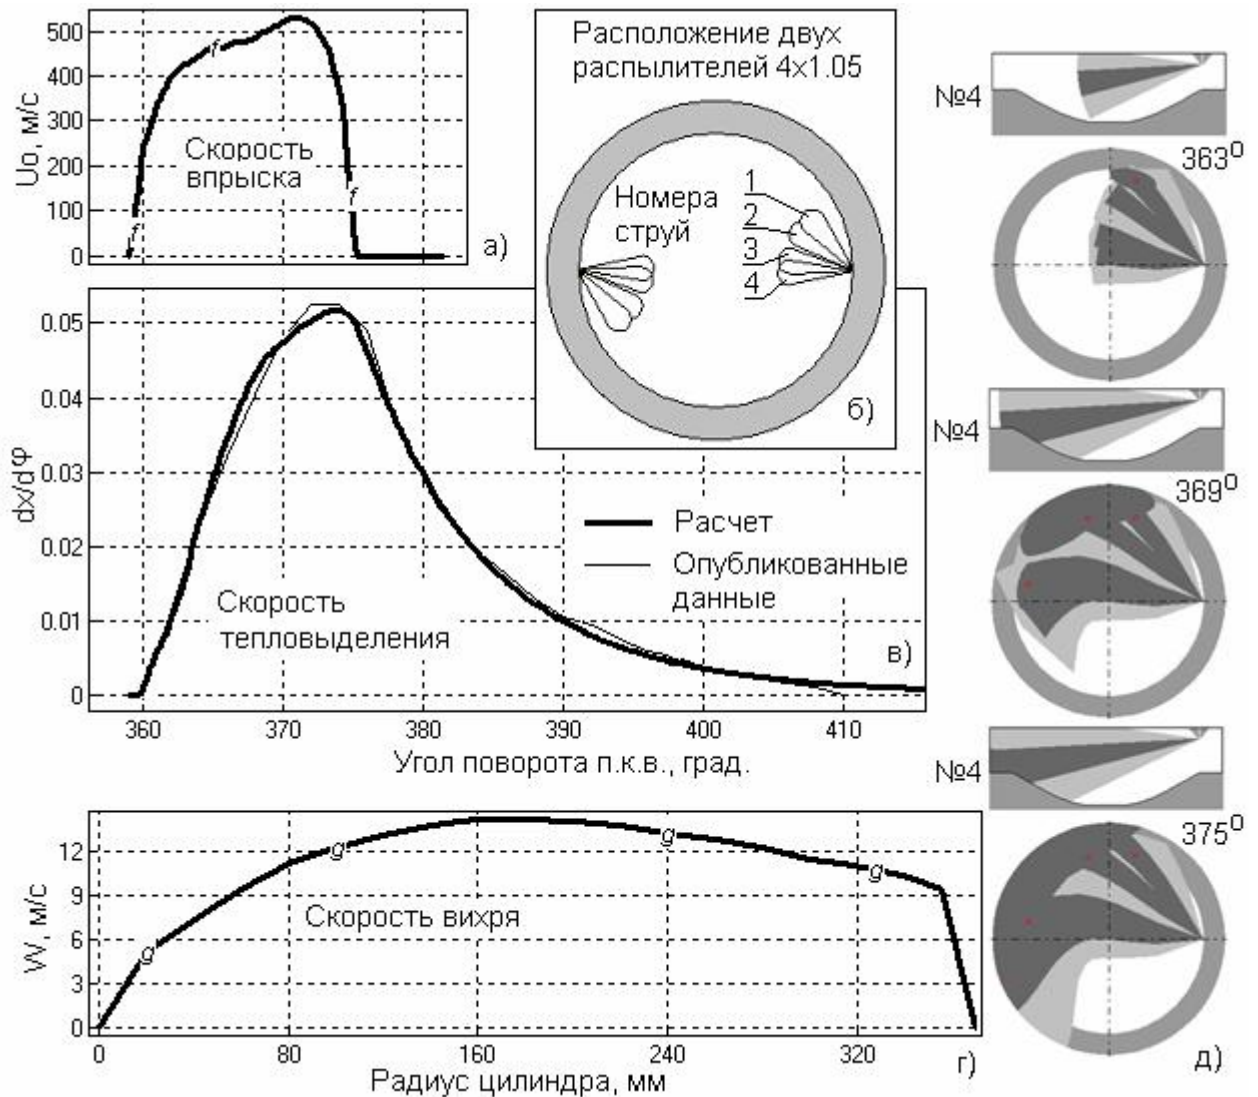 500
400
300
200
100
0
Uo, м/с
f
f
f
Скорость
впрыска
а)
Расположение двух
распылителей 4x1.05
Номера
струй
1
2
3
4
б)
0.05
0.04
0.03
0.02
0.01
0
dx/dφ
Расчет
Опубликованные
данные
Скорость
тепловыделения
в)
360
370
380
390
400
410
Угол поворота п.к.в., град.
12
9
6
3
0
W, м/с
g
g
g
g
Скорость вихря
0
80
160
240
320
г)
Радиус цилиндра, мм
№4
363⁰
№4
369⁰
№4
375⁰
д)